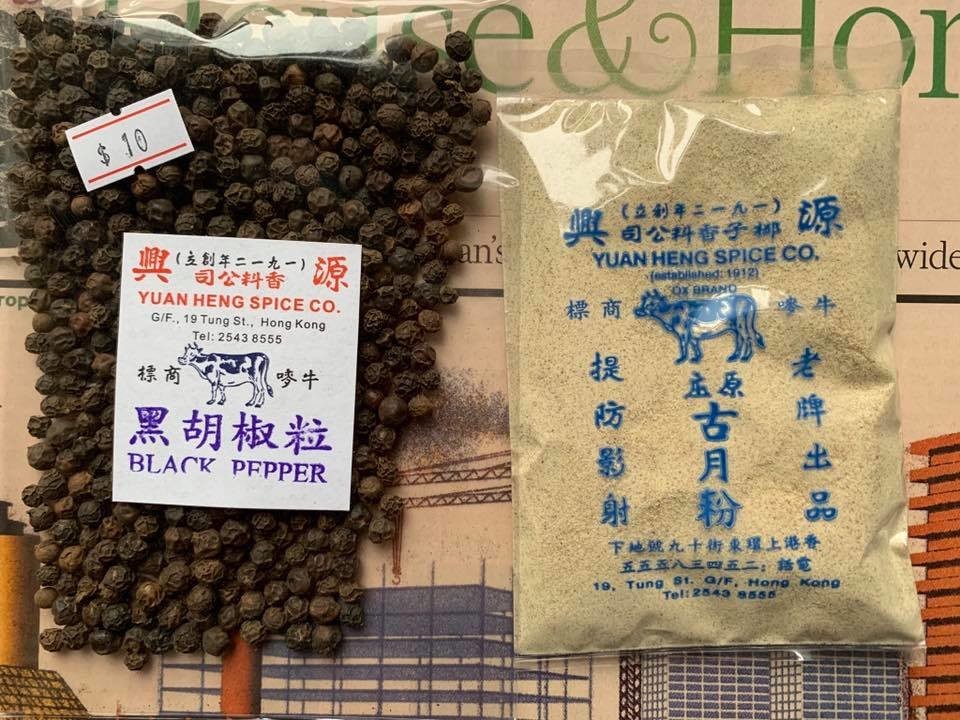 House & Ho
an's
wide
rop
$ 10
源興
(一九一二年創立)
香料公司
YUAN HENG SPICE CO.
G/F., 19 Tung St., Hong Kong
Tel: 2543 8555
牛嘜 商標
黑胡椒粒
BLACK PEPPER
源興
(一九一二年創立)
椰子香料公司
YUAN HENG SPICE CO.
(established: 1912)
OX BRAND
牛嘜 商標
老牌出品
原庄
古月粉
提防影射
香港上環東街十九號地下
電話：二五四三八五五五
19, Tung St. G/F, Hong Kong
Tel: 2543 8555